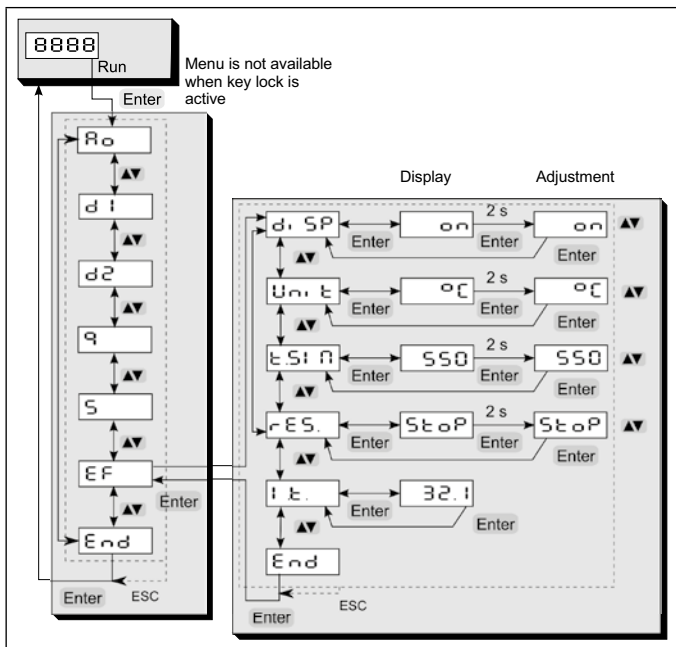 8888
Run
Menu is not available
when key lock is
active
Enter
Ao
▲▼
d1
▲▼
d2
▲▼
q
▲▼
S
▲▼
EF
Enter
▲▼
End
Enter
ESC
Display Adjustment
di SP Enter on 2 s Enter on ▲▼
Enter
▲▼
Uni t Enter °C 2 s Enter °C ▲▼
Enter
▲▼
t.SI M Enter 550 2 s Enter 550 ▲▼
Enter
▲▼
rES. Enter StoP 2 s Enter StoP ▲▼
Enter
▲▼
I.t. Enter 32.1
Enter
▲▼
End
Enter
ESC